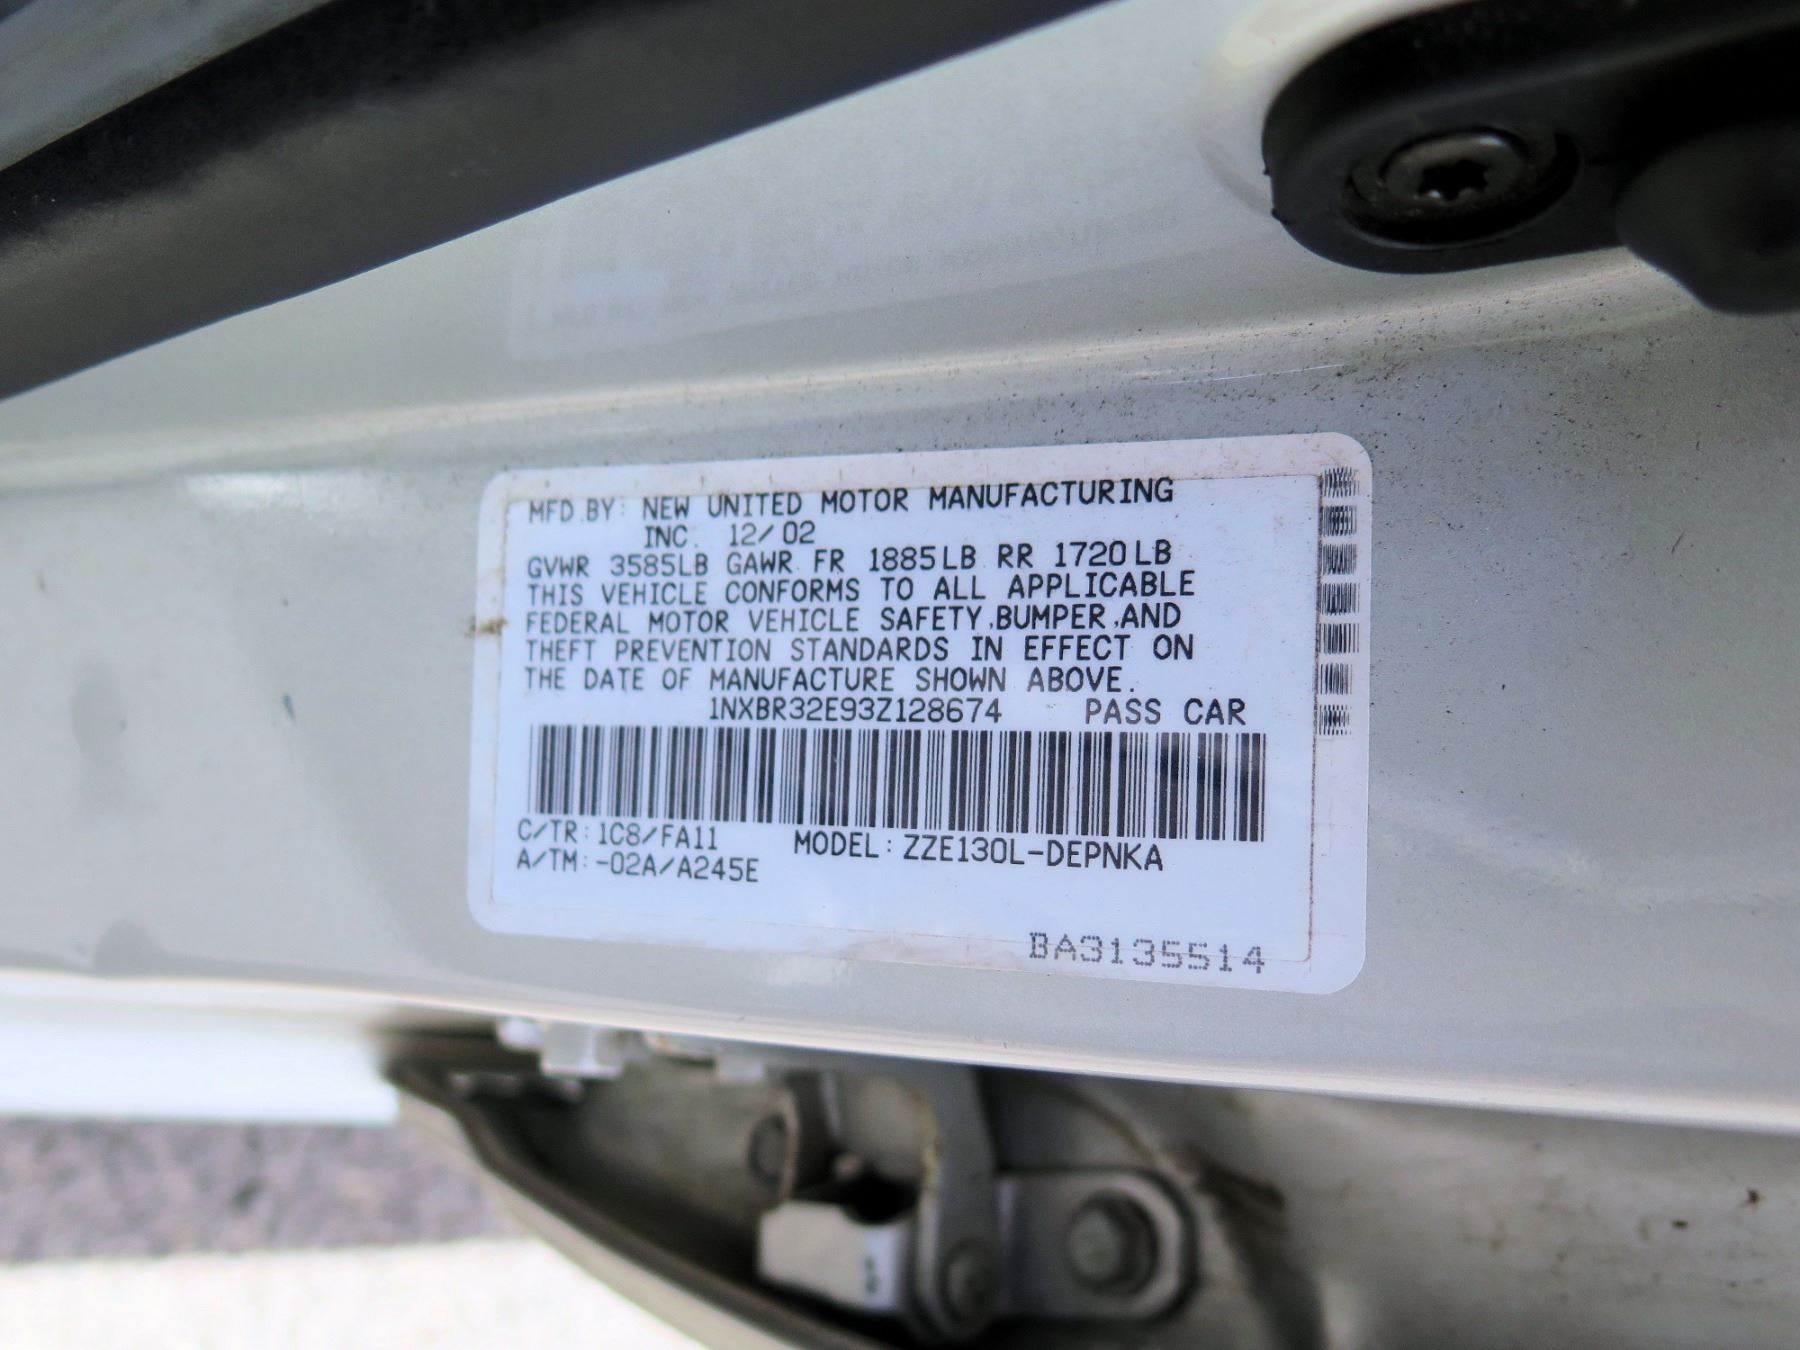 MFD.BY: NEW UNITED MOTOR MANUFACTURING
INC. 12/02
GVWR 3585LB GAWR FR 1885LB RR 1720LB
THIS VEHICLE CONFORMS TO ALL APPLICABLE
FEDERAL MOTOR VEHICLE SAFETY,BUMPER,AND
THEFT PREVENTION STANDARDS IN EFFECT ON
THE DATE OF MANUFACTURE SHOWN ABOVE.
1NXBR32E93Z128674 PASS CAR
C/TR: 1C8/FA11 MODEL: ZZE130L-DEPNKA
A/TM:-02A/A245E
BA3135514